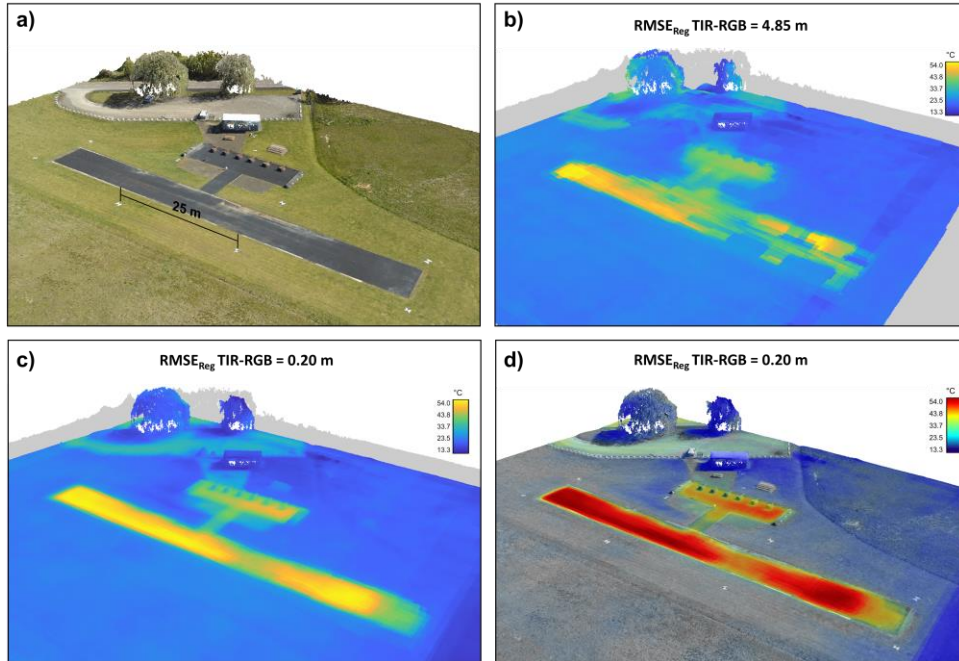 a)
25 m
b)
RMSEReg TIR-RGB = 4.85 m
°C
54.0
43.8
33.7
23.5
13.3
c)
RMSEReg TIR-RGB = 0.20 m
°C
54.0
43.8
33.7
23.5
13.3
d)
RMSEReg TIR-RGB = 0.20 m
°C
54.0
43.8
33.7
23.5
13.3